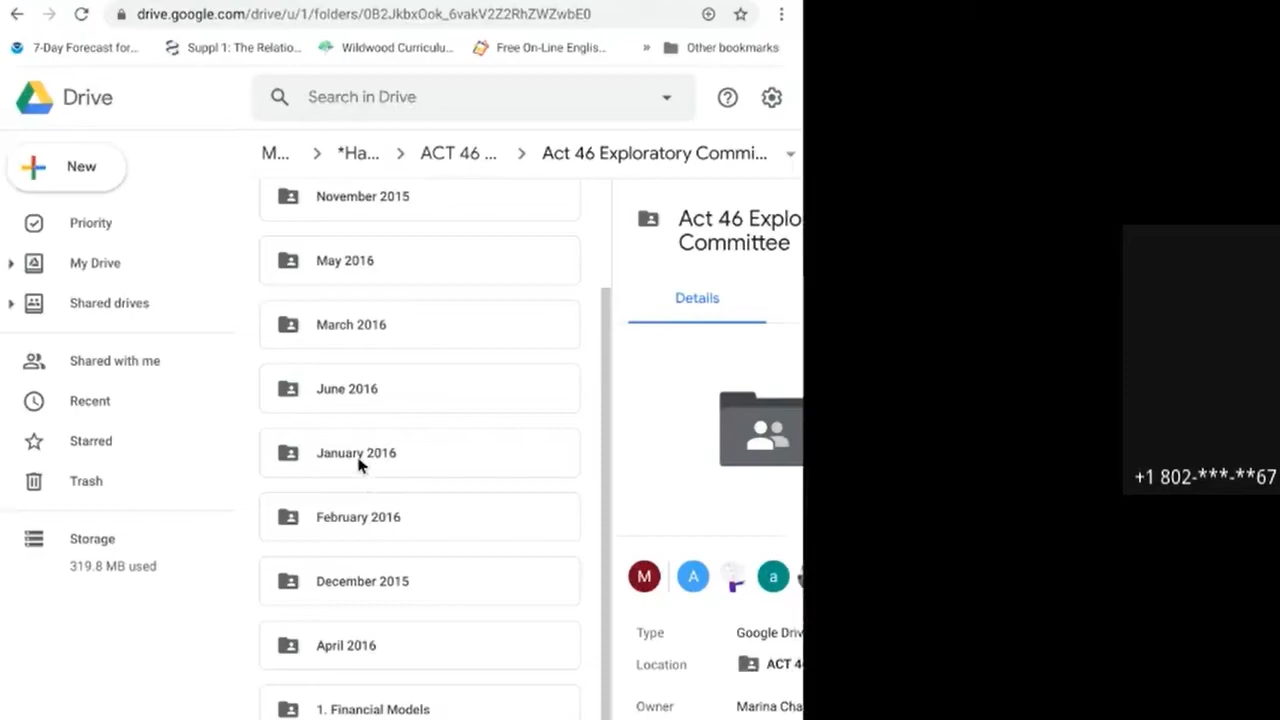 drive.google.com/drive/u/1/folders/0B2JkbxOok_6vakV2Z2RhZWZwbE0
7-Day Forecast for...
Suppl 1: The Relatio...
Wildwood Curriculu...
Free On-Line Englis...
»
Other bookmarks
Drive
Search in Drive
New
M... > *Ha... > ACT 46 ... > Act 46 Exploratory Commi...
Priority
My Drive
Shared drives
Shared with me
Recent
Starred
Trash
Storage
319.8 MB used
November 2015
May 2016
March 2016
June 2016
January 2016
February 2016
December 2015
April 2016
1. Financial Models
Act 46 Explo
Committee
Details
M
A
a
Type
Google Driv
Location
ACT 4
Owner
Marina Cha
+1 802-***-**67